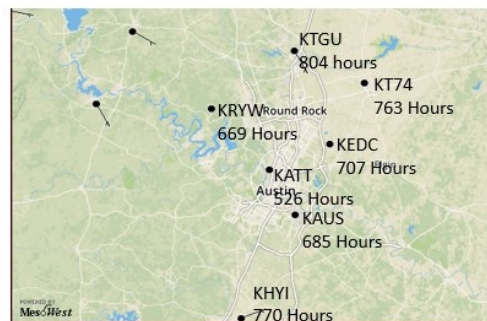 KTGU
804 hours
KT74
763 Hours
KRYW
669 Hours
Round Rock
KEDC
707 Hours
Elgin
KATT
526 Hours
Austin
KAUS
685 Hours
KHYI
770 Hours
POWERED BY
MesoWest